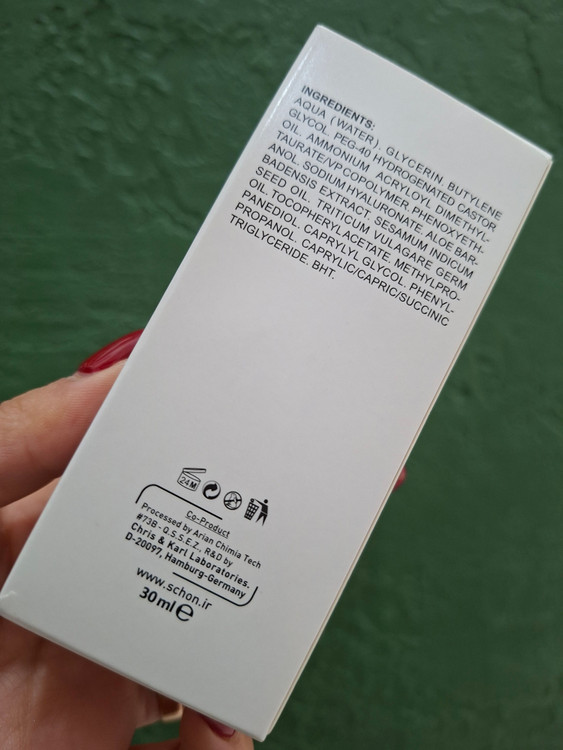 INGREDIENTS:
AQUA (WATER). GLYCERIN. BUTYLENE
GLYCOL. PEG-40 HYDROGENATED CASTOR
OIL. AMMONIUM ACRYLOYL DIMETHYL-
TAURATE/VP COPOLYMER. PHENOXYETH-
ANOL. SODIUM HYALURONATE. ALOE BAR-
BADENSIS EXTRACT. SESAMUM INDICUM
SEED OIL. TRITICUM VULAGARE GERM
OIL. TOCOPHERYLACETATE. METHYLPRO-
PANEDIOL. CAPRYLYL GLYCOL. PHENYL-
PROPANOL. CAPRYLIC/CAPRIC/SUCCINIC
TRIGLYCERIDE. BHT.
24M
Co-Product
Processed by Arian Chimia Tech
#73B - Q.S.S.E.Z., R&D by
Chris & Karl Laboratories.
D-20097, Hamburg-Germany
www.schon.ir
30 ml ℮